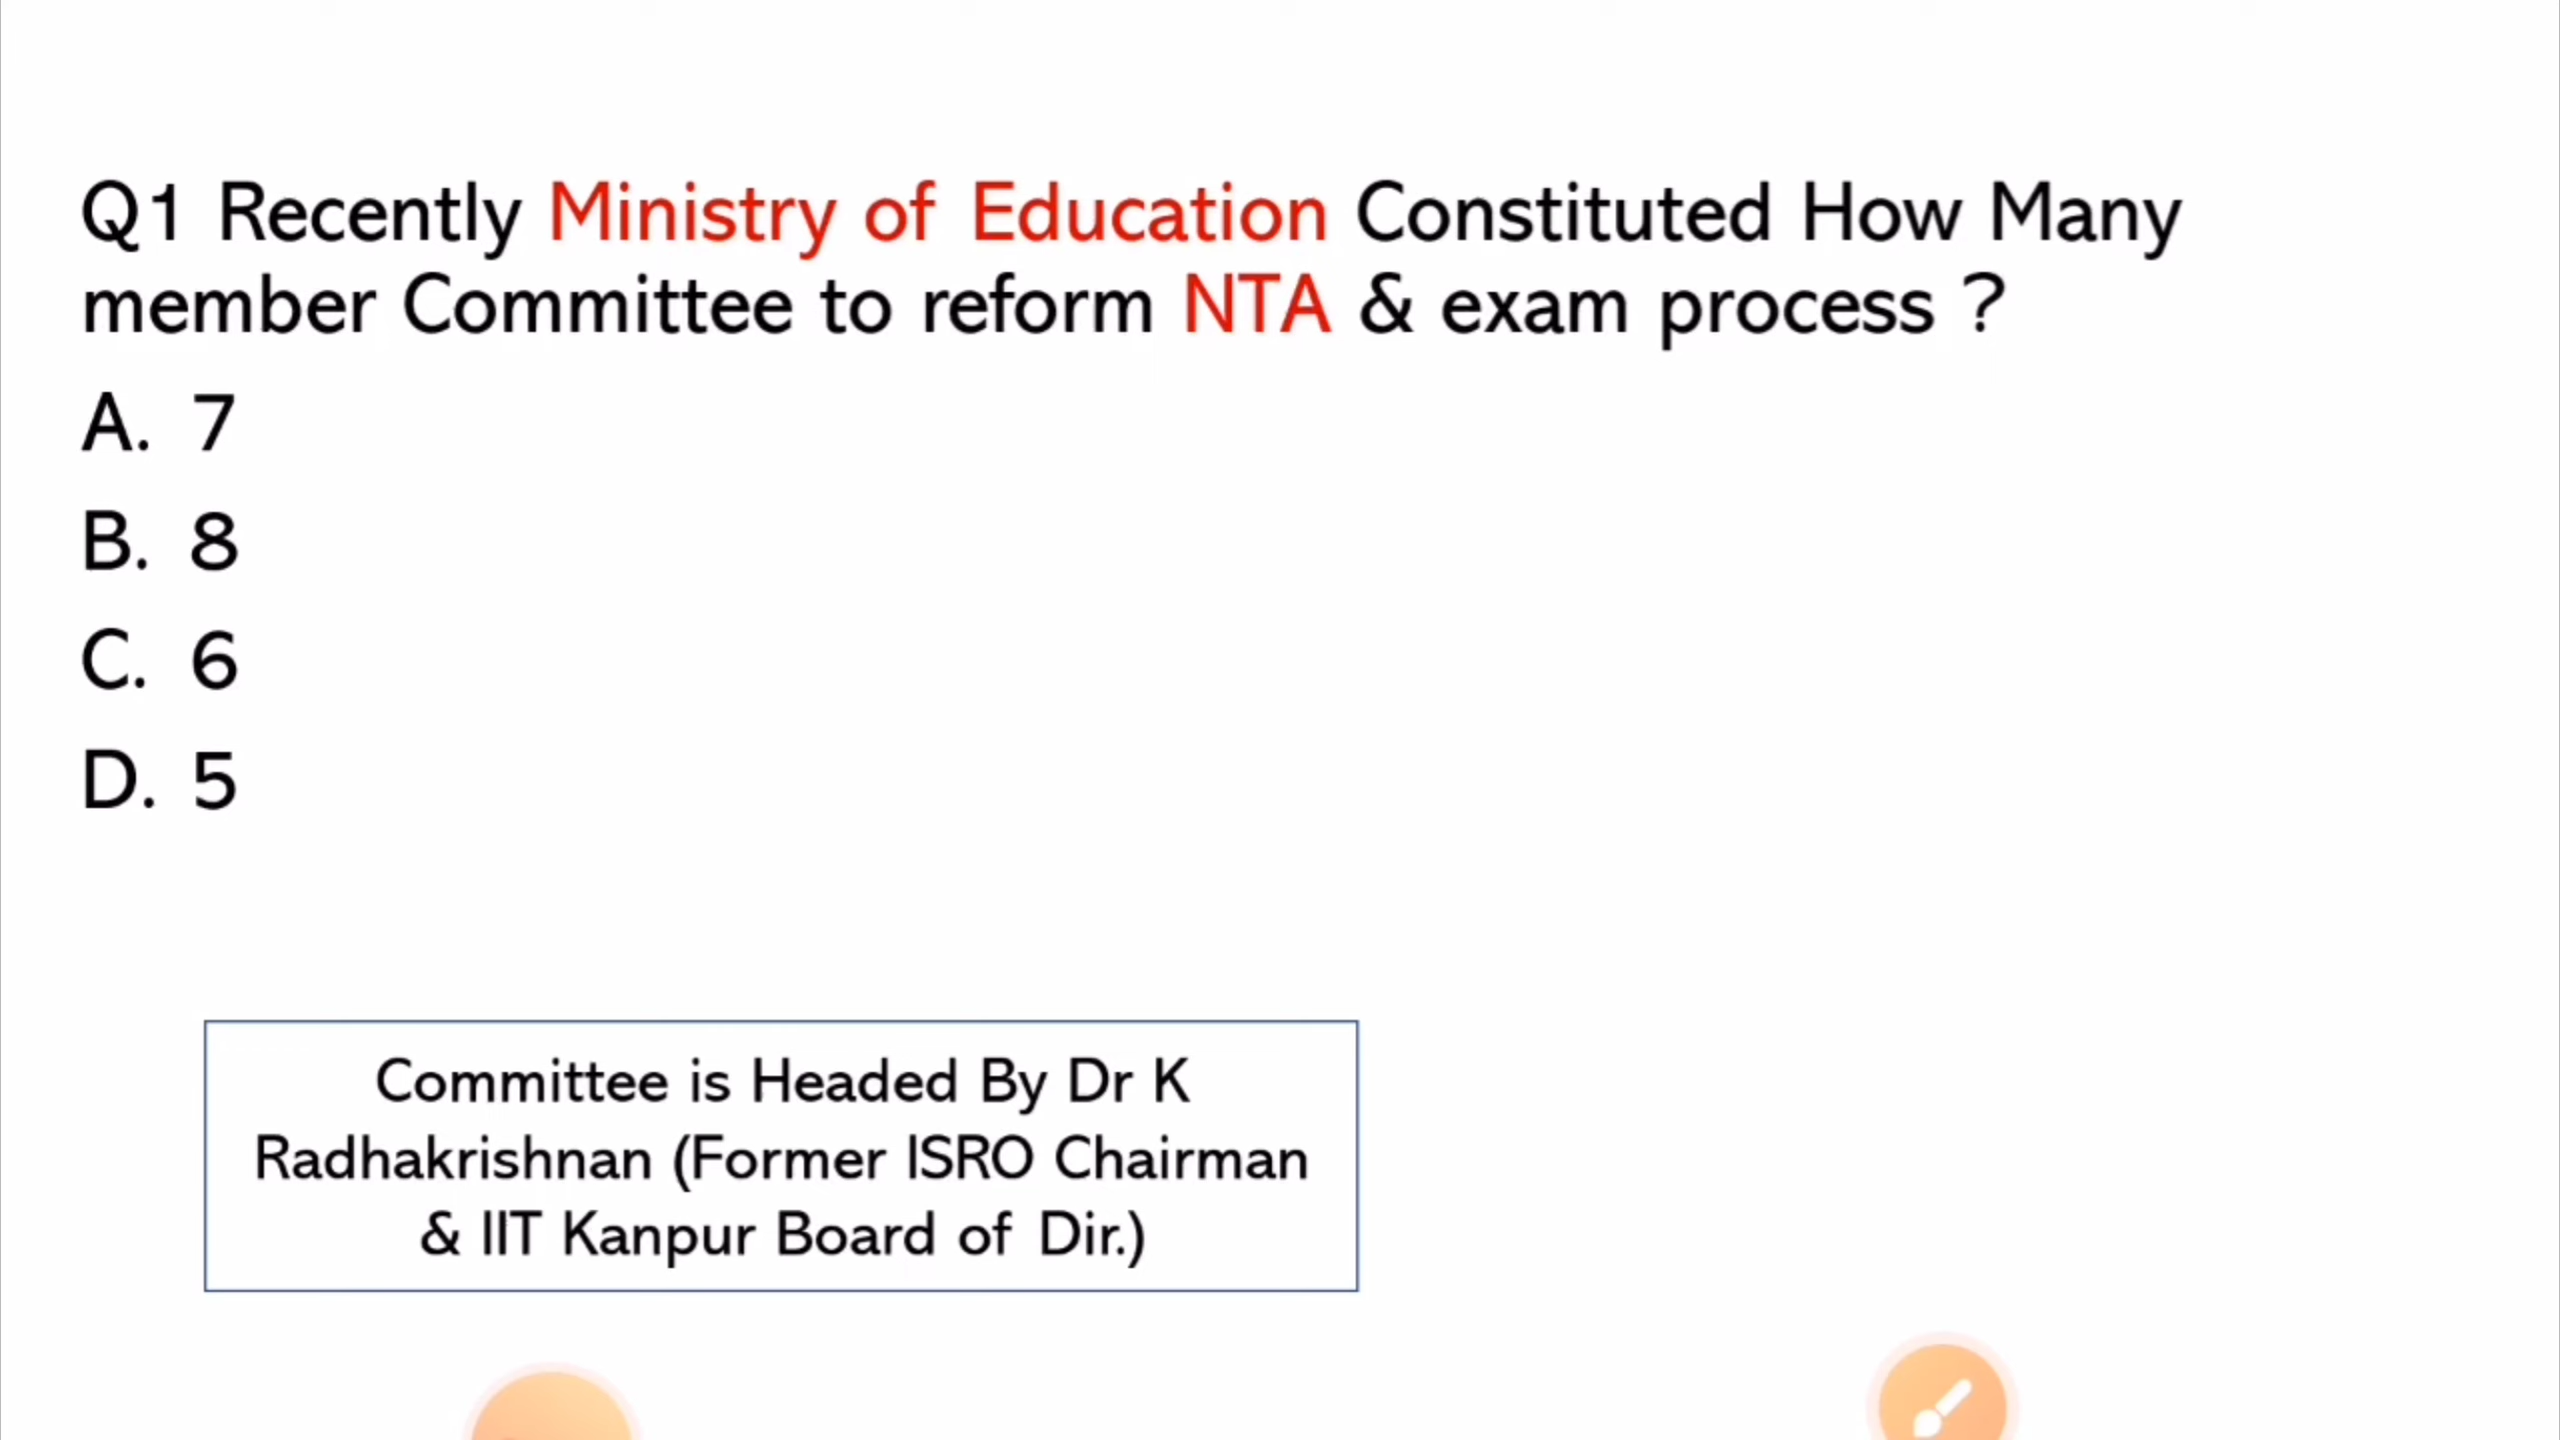 Q1 Recently Ministry of Education Constituted How Many
member Committee to reform NTA & exam process ?
A. 7
B. 8
C. 6
D. 5
Committee is Headed By Dr K
Radhakrishnan (Former ISRO Chairman
& IIT Kanpur Board of Dir.)